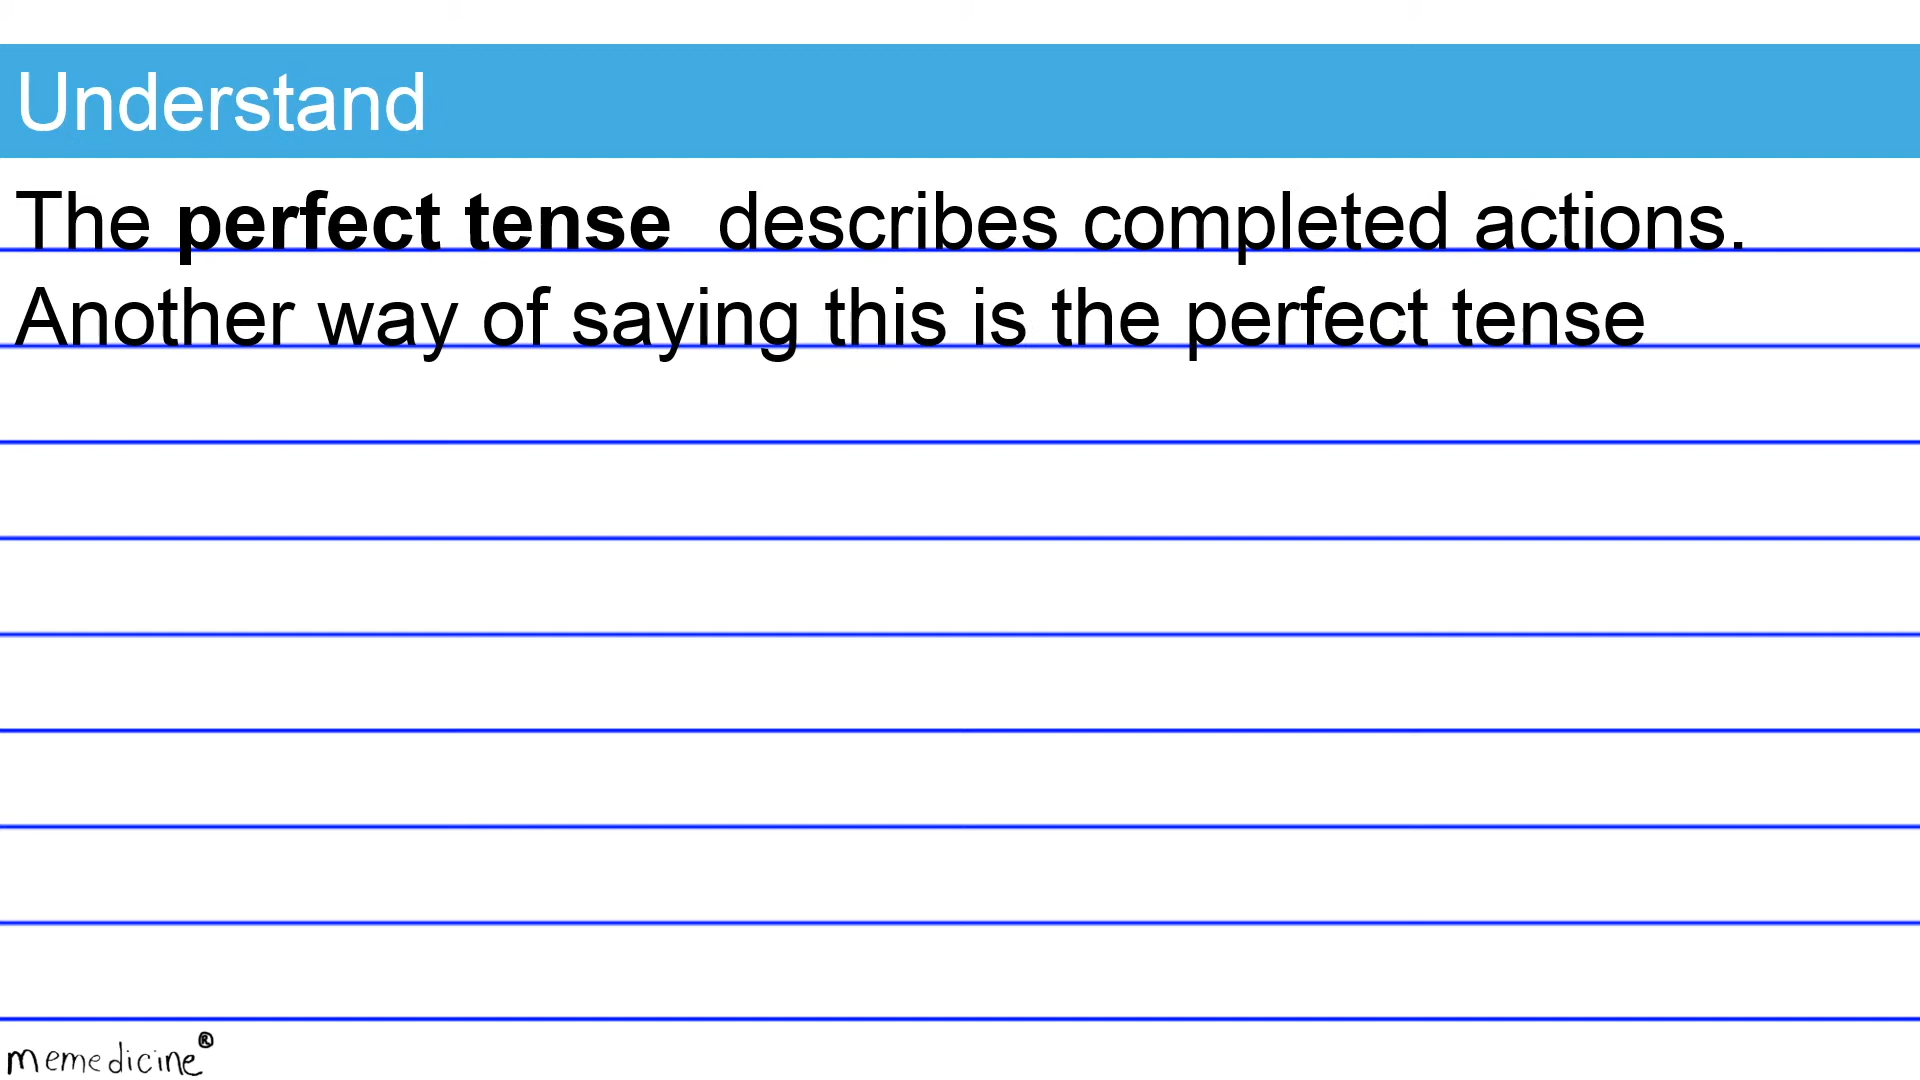 Understand
The perfect tense describes completed actions.
Another way of saying this is the perfect tense
memedicine®